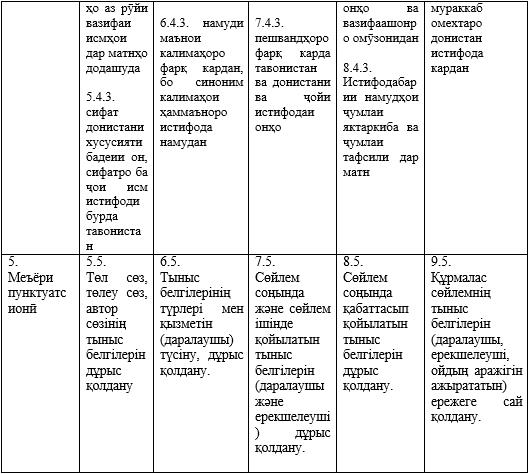 ҳо аз рӯйи
вазифаи
исмҳои
дар матнҳо
додашуда
5.4.3.
сифат
донистани
хусусияти
бадеии он,
сифатро ба
ҷои исм
истифоди
бурда
тавониста
н
6.4.3. намуди
маънои
калимаҳоро
фарқ кардан,
бо синоним
калимаҳои
ҳаммаъноро
истифода
намудан
7.4.3.
пешвандҳоро
фарқ карда
тавонистан
ва донистани
ва ҷойи
истифодаи
онҳо
онҳо ва
вазифаашонр
о омӯзонидан
8.4.3.
Истифодабар
ии намудҳои
ҷумлаи
яктаркиба ва
ҷумлаи
тафсили дар
матн
мураккаб
омехтаро
донистан
истифода
кардан
5.
Меъёри
пунктуатс
ионӣ
5.5.
Төл сөз,
төлеу сөз,
автор
сөзінің
тыныс
белгілерін
дұрыс
қолдану
6.5.
Тыныс
белгілерінің
түрлері мен
қызметін
(даралаушы)
түсіну, дұрыс
қолдану.
7.5.
Сөйлем
соңында
және сөйлем
ішінде
қойылатын
тыныс
белгілерін
(даралаушы
және
ерекшелеуші
) дұрыс
қолдану.
8.5.
Сөйлем
соңында
қабаттасып
қойылатын
тыныс
белгілерін
дұрыс
қолдану.
9.5.
Құрмалас
сөйлемнің
тыныс
белгілерін
(даралаушы,
ерекшелеуші,
ойдың аражігін
ажырататын)
ережеге сай
қолдану.